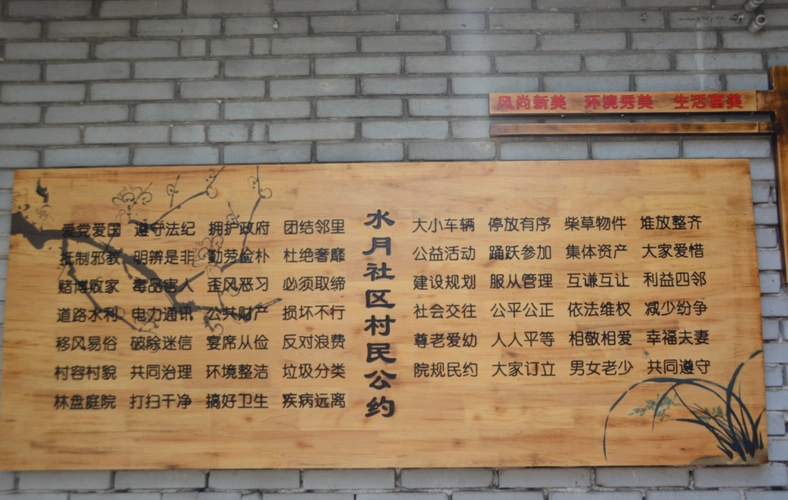 风尚新美 环境秀美 生活富美
爱党爱国 遵守法纪 拥护政府 团结邻里
抵制邪教 明辨是非 勤劳俭朴 杜绝奢靡
赌博败家 毒品害人 歪风恶习 必须取缔
道路水利 电力通讯 公共财产 损坏不行
移风易俗 破除迷信 宴席从俭 反对浪费
村容村貌 共同治理 环境整洁 垃圾分类
林盘庭院 打扫干净 搞好卫生 疾病远离
水月社区村民公约
大小车辆 停放有序 柴草物件 堆放整齐
公益活动 踊跃参加 集体资产 大家爱惜
建设规划 服从管理 互谦互让 利益四邻
社会交往 公平公正 依法维权 减少纷争
尊老爱幼 人人平等 相敬相爱 幸福夫妻
院规民约 大家订立 男女老少 共同遵守